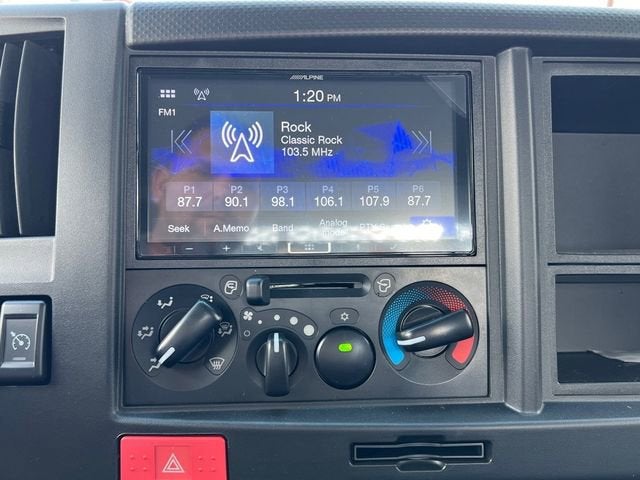 ALPINE
1:20 PM
FM1
Rock
Classic Rock
103.5 MHz
P1 P2 P3 P4 P5 P6
87.7 90.1 98.1 106.1 107.9 87.7
Seek A.Memo Band Analog mode